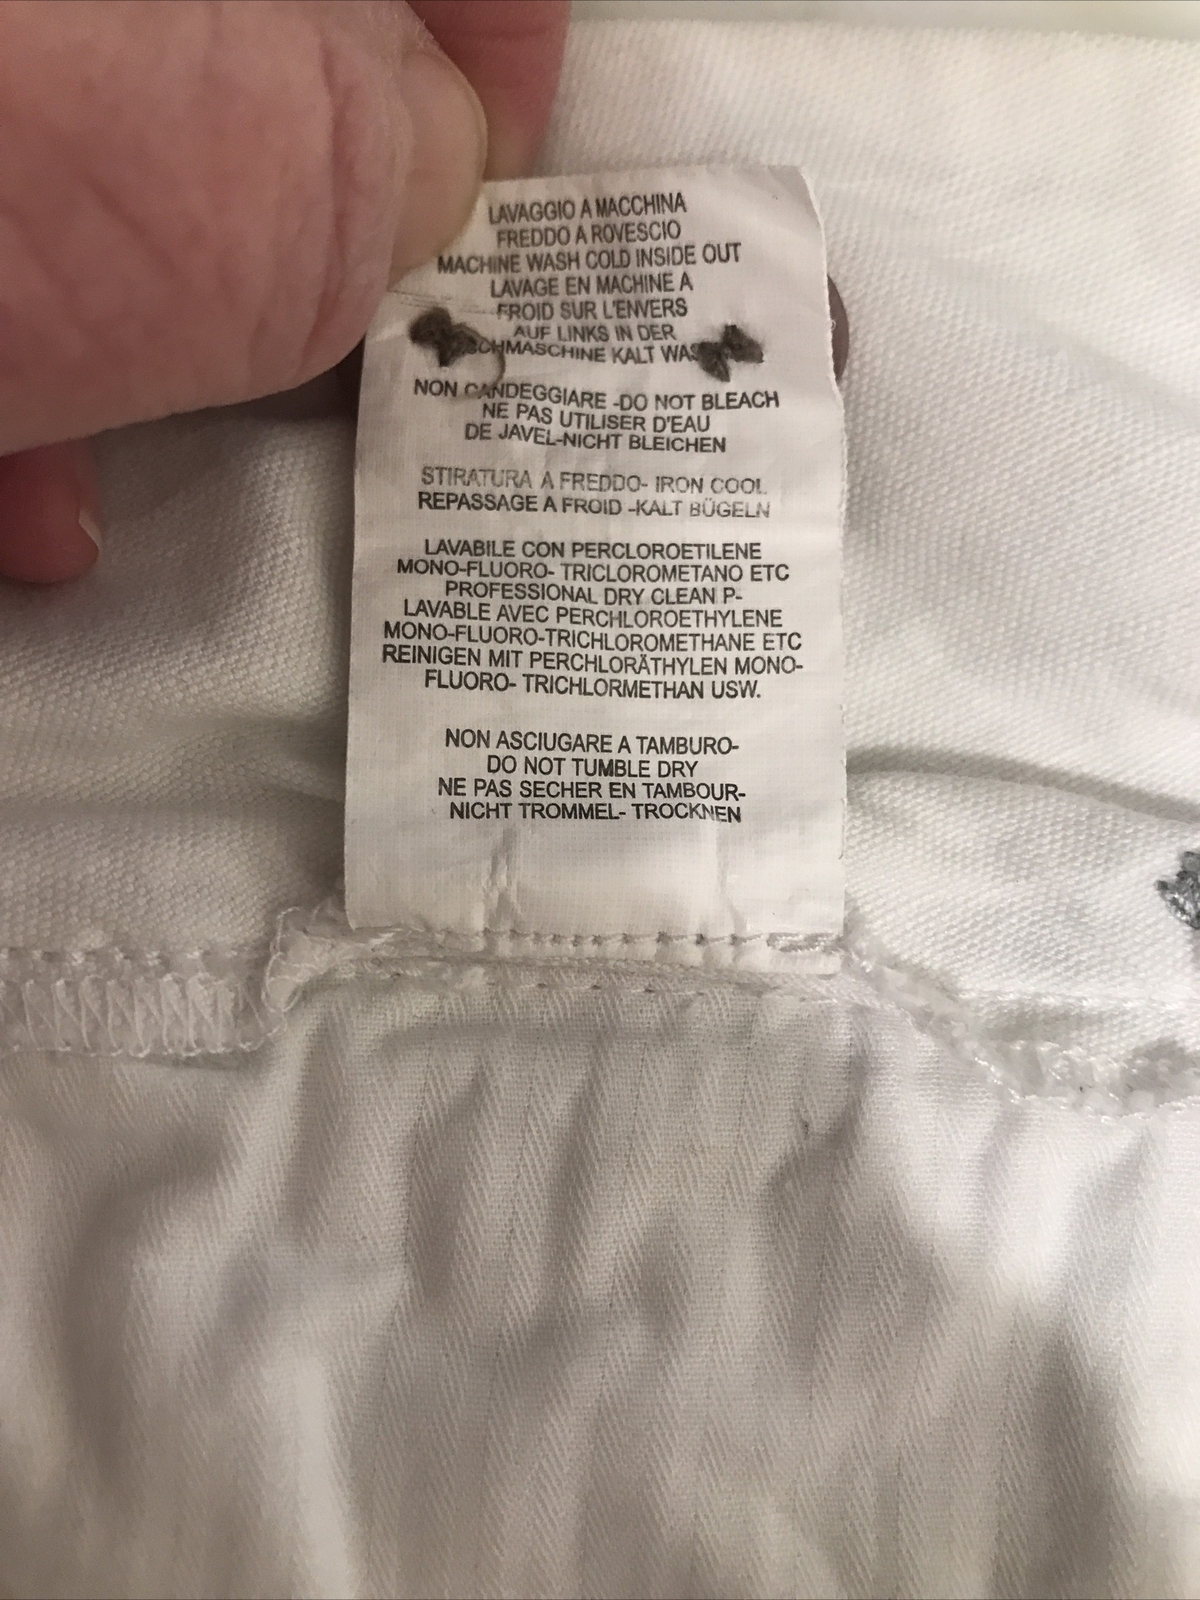 LAVAGGIO A MACCHINA
FREDDO A ROVESCIO
MACHINE WASH COLD INSIDE OUT
LAVAGE EN MACHINE A
FROID SUR L'ENVERS
AUF LINKS IN DER
KALT
NON CANDEGGIARE -DO NOT BLEACH
NE PAS UTILISER D'EAU
DE JAVEL-NICHT BLEICHEN
STIRATURA A FREDDO- IRON COOL
REPASSAGE A FROID -KALT BÜGELN
LAVABILE CON PERCLOROETILENE
MONO-FLUORO- TRICLOROMETANO ETC
PROFESSIONAL DRY CLEAN P-
LAVABLE AVEC PERCHLOROETHYLENE
MONO-FLUORO-TRICHLOROMETHANE ETC
REINIGEN MIT PERCHLORÄTHYLEN MONO-
FLUORO- TRICHLORMETHAN USW.
NON ASCIUGARE A TAMBURO-
DO NOT TUMBLE DRY
NE PAS SECHER EN TAMBOUR-
NICHT TROMMEL- TROCKNEN